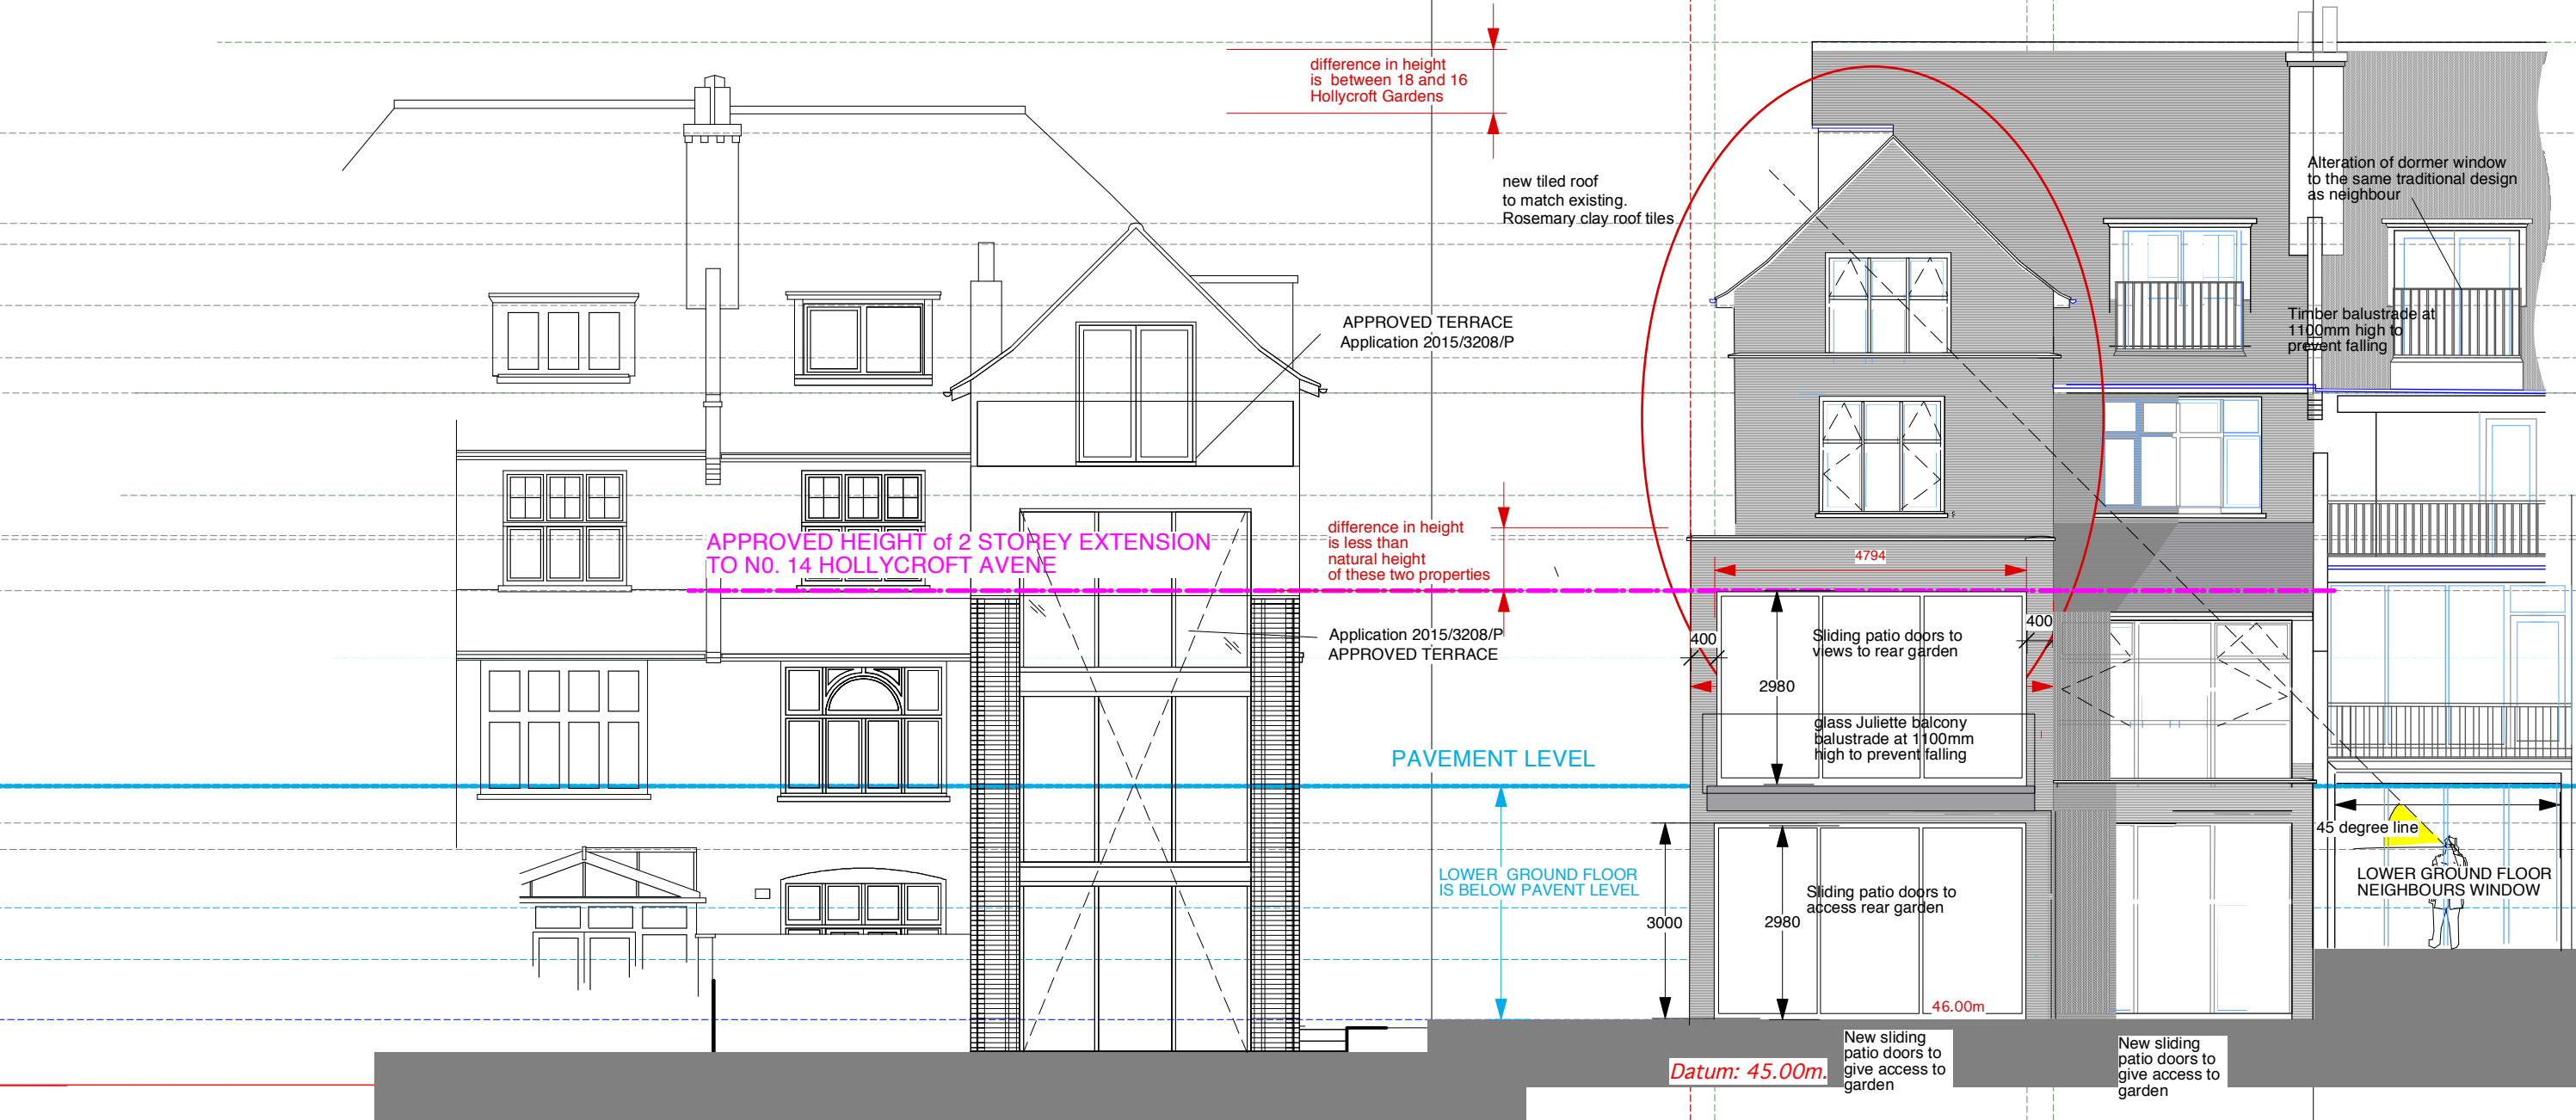 difference in height
is between 18 and 16
Hollycroft Gardens
new tiled roof
to match existing.
Rosemary clay roof tiles
Alteration of dormer window
to the same traditional design
as neighbour
Timber balustrade at
1100mm high to
prevent falling
APPROVED TERRACE
Application 2015/3208/P
APPROVED HEIGHT of 2 STOREY EXTENSION
TO N0. 14 HOLLYCROFT AVENE
difference in height
is less than
natural height
of these two properties
4794
Application 2015/3208/P
APPROVED TERRACE
400
400
Sliding patio doors to
views to rear garden
2980
glass Juliette balcony
balustrade at 1100mm
high to prevent falling
PAVEMENT LEVEL
45 degree line
LOWER GROUND FLOOR
IS BELOW PAVENT LEVEL
LOWER GROUND FLOOR
NEIGHBOURS WINDOW
3000
2980
Sliding patio doors to
access rear garden
46.00m
Datum: 45.00m.
New sliding
patio doors to
give access to
garden
New sliding
patio doors to
give access to
garden